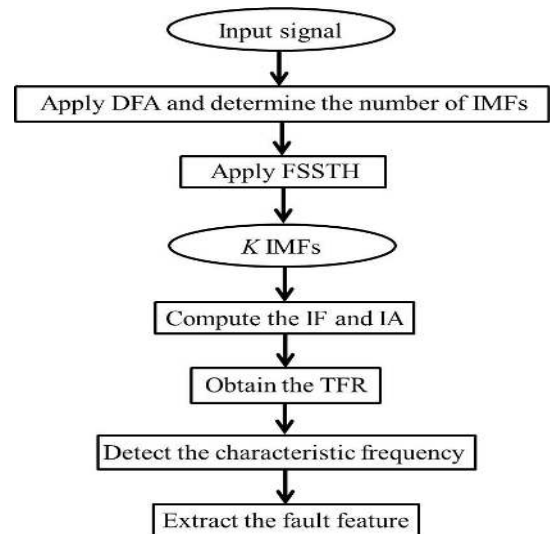 Input signal
Apply DFA and determine the number of IMFs
Apply FSSTH
K IMFs
Compute the IF and IA
Obtain the TFR
Detect the characteristic frequency
Extract the fault feature